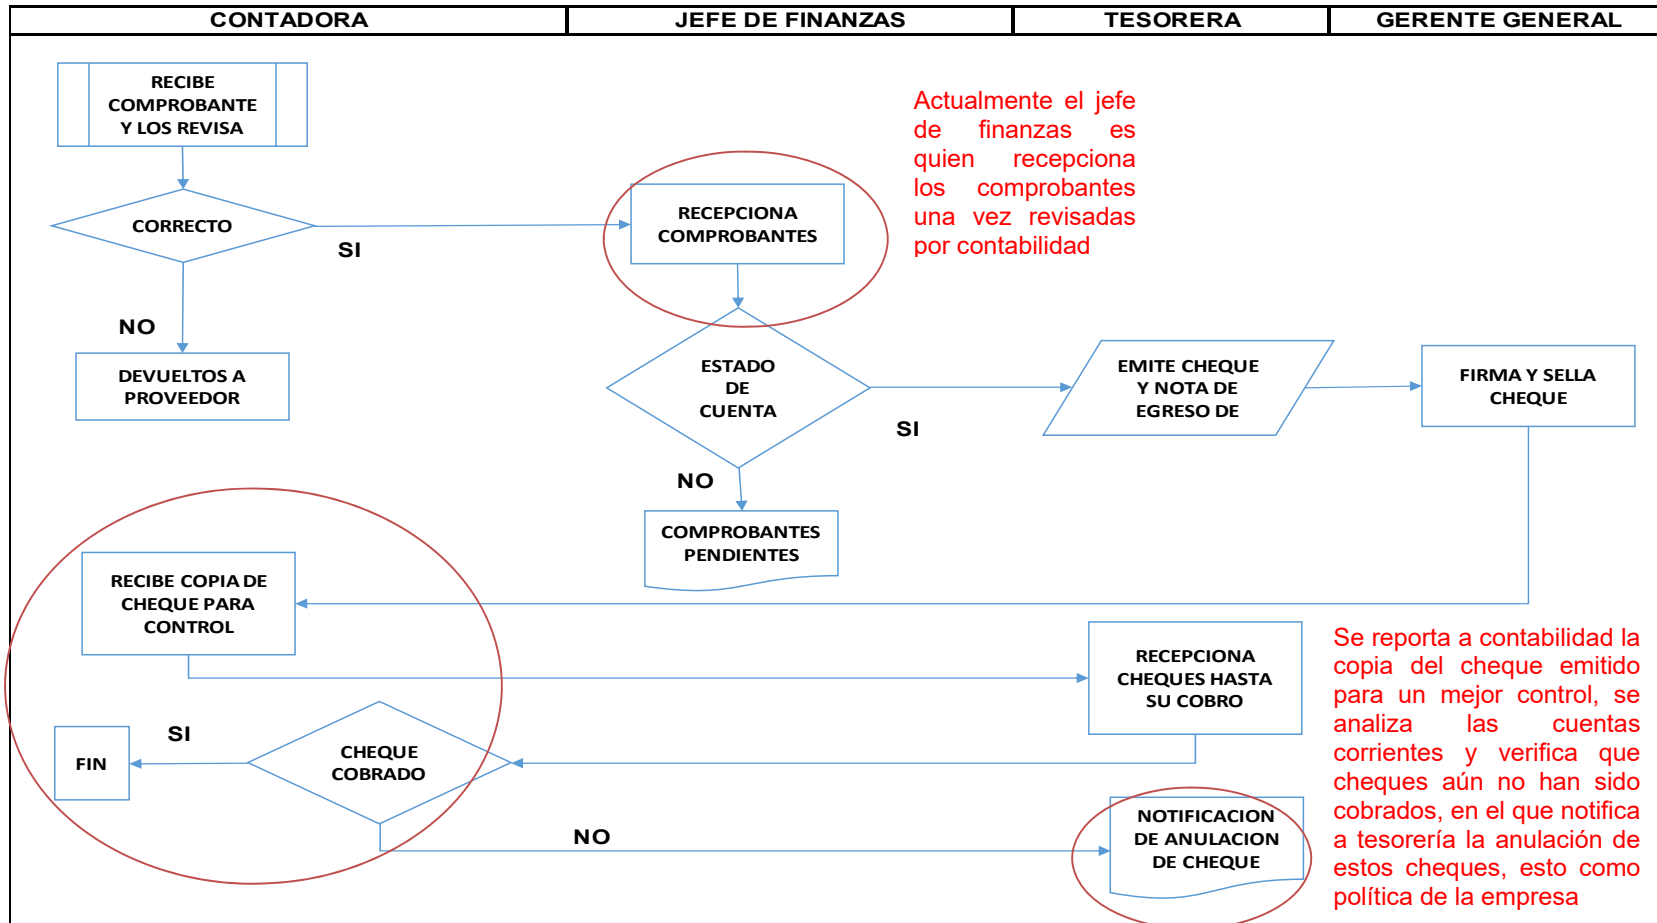 CONTADORA
JEFE DE FINANZAS
TESORERA
GERENTE GENERAL
RECIBE
COMPROBANTE
Y LOS REVISA
Actualmente el jefe
de finanzas es
quien recepciona
los comprobantes
una vez revisadas
por contabilidad
CORRECTO
SI
RECEPCIONA
COMPROBANTES
NO
DEVUELTOS A
PROVEEDOR
ESTADO
DE
CUENTA
SI
EMITE CHEQUE
Y NOTA DE
EGRESO DE
FIRMA Y SELLA
CHEQUE
NO
COMPROBANTES
PENDIENTES
RECIBE COPIA DE
CHEQUE PARA
CONTROL
RECEPCIONA
CHEQUES HASTA
SU COBRO
Se reporta a contabilidad la
copia del cheque emitido
para un mejor control, se
analiza las cuentas
corrientes y verifica que
cheques aún no han sido
cobrados, en el que notifica
a tesorería la anulación de
estos cheques, esto como
política de la empresa
SI
FIN
CHEQUE
COBRADO
NO
NOTIFICACION
DE ANULACION
DE CHEQUE